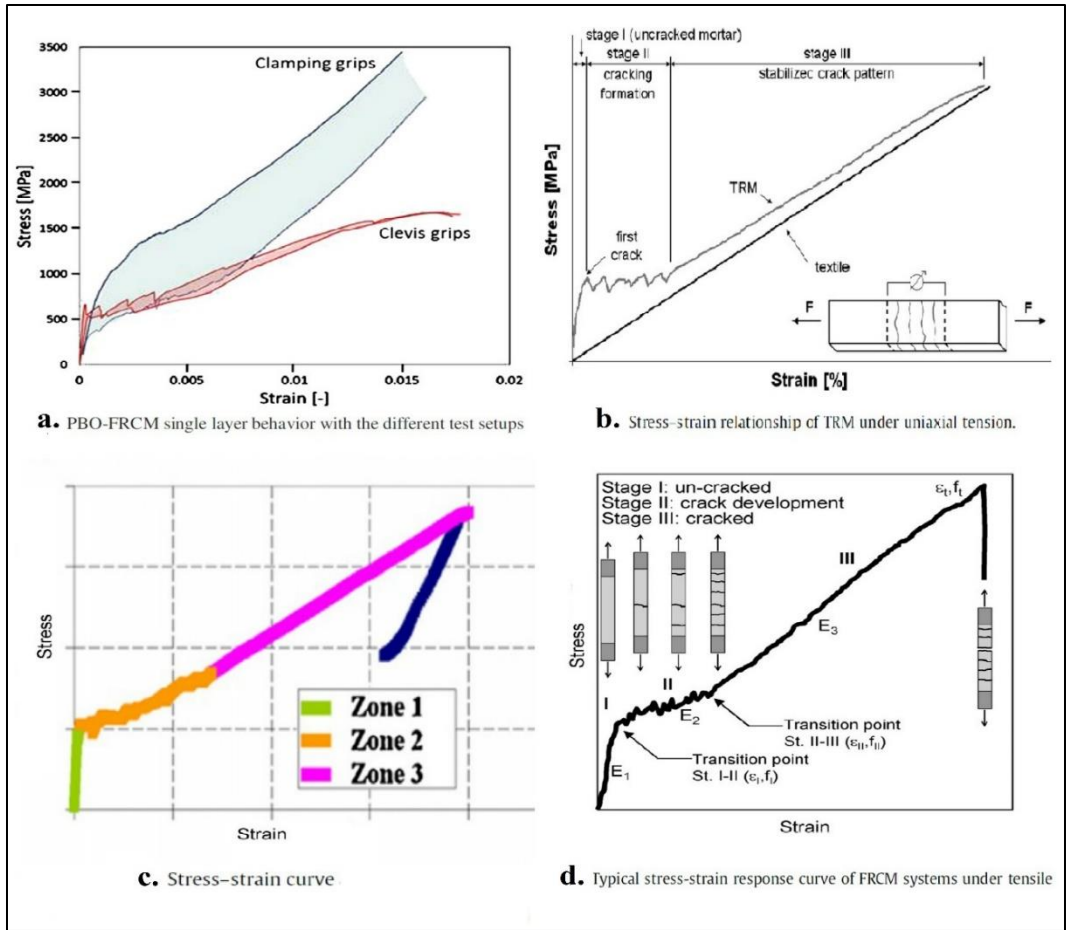 3500
3000
2500
2000
1500
1000
500
0
Stress [MPa]
Clamping grips
Clevis grips
0 0.005 0.01 0.015 0.02
Strain [-]
a. PBO-FRCM single layer behavior with the different test setups
stage I (uncracked mortar)
stage II
cracking
formation
stage III
stabilized crack pattern
Stress [MPa]
TRM
first
crack
textile
F
F
Strain [%]
b. Stress–strain relationship of TRM under uniaxial tension.
Stress
Zone 1
Zone 2
Zone 3
Strain
c. Stress–strain curve
Stage I: un-cracked
Stage II: crack development
Stage III: cracked
εt,ft
III
E3
Stress
I
II
E2
Transition point
St. II-III (εII,fII)
Transition point
St. I-II (εI,fI)
E1
Strain
d. Typical stress-strain response curve of FRCM systems under tensile